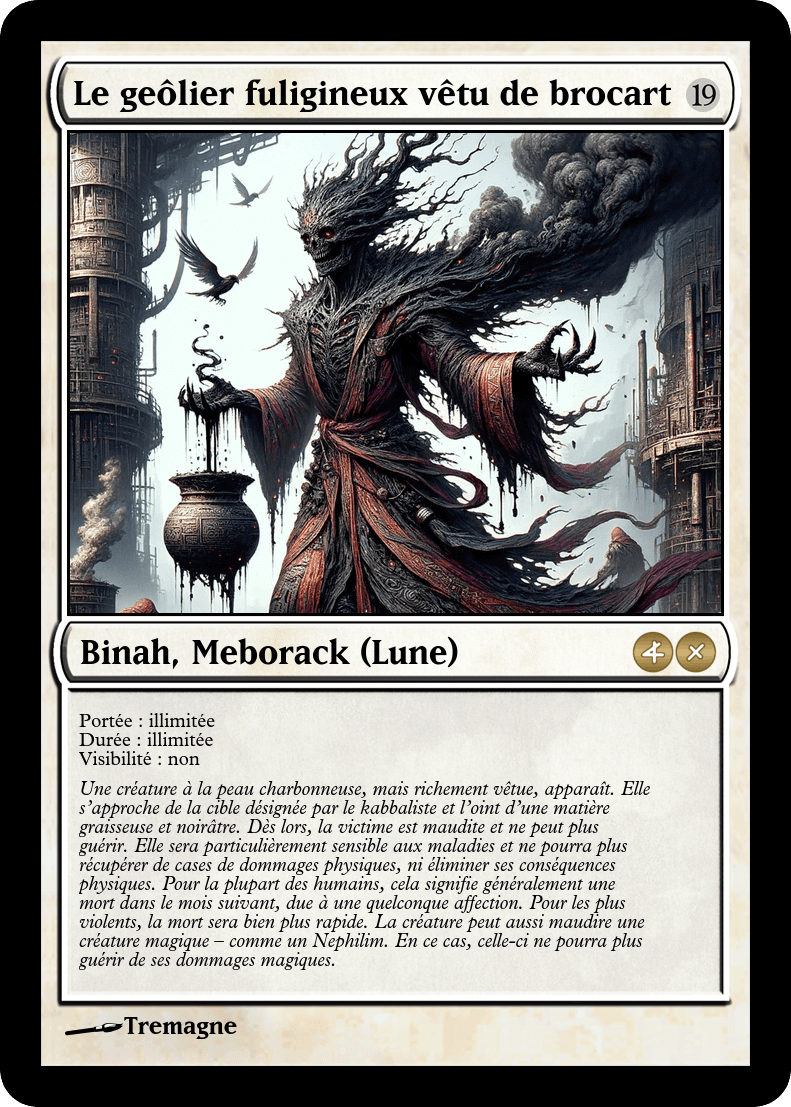 Le geôlier fuligineux vêtu de brocart 19
Binah, Meborack (Lune)
Portée : illimitée
Durée : illimitée
Visibilité : non
Une créature à la peau charbonneuse, mais richement vêtue, apparaît. Elle
s'approche de la cible désignée par le kabbaliste et l'oint d'une matière
graisseuse et noirâtre. Dès lors, la victime est maudite et ne peut plus
guérir. Elle sera particulièrement sensible aux maladies et ne pourra plus
récupérer de cases de dommages physiques, ni éliminer ses conséquences
physiques. Pour la plupart des humains, cela signifie généralement une
mort dans le mois suivant, due à une quelconque affection. Pour les plus
violents, la mort sera bien plus rapide. La créature peut aussi maudire une
créature magique – comme un Nephilim. En ce cas, celle-ci ne pourra plus
guérir de ses dommages magiques.
Tremagne